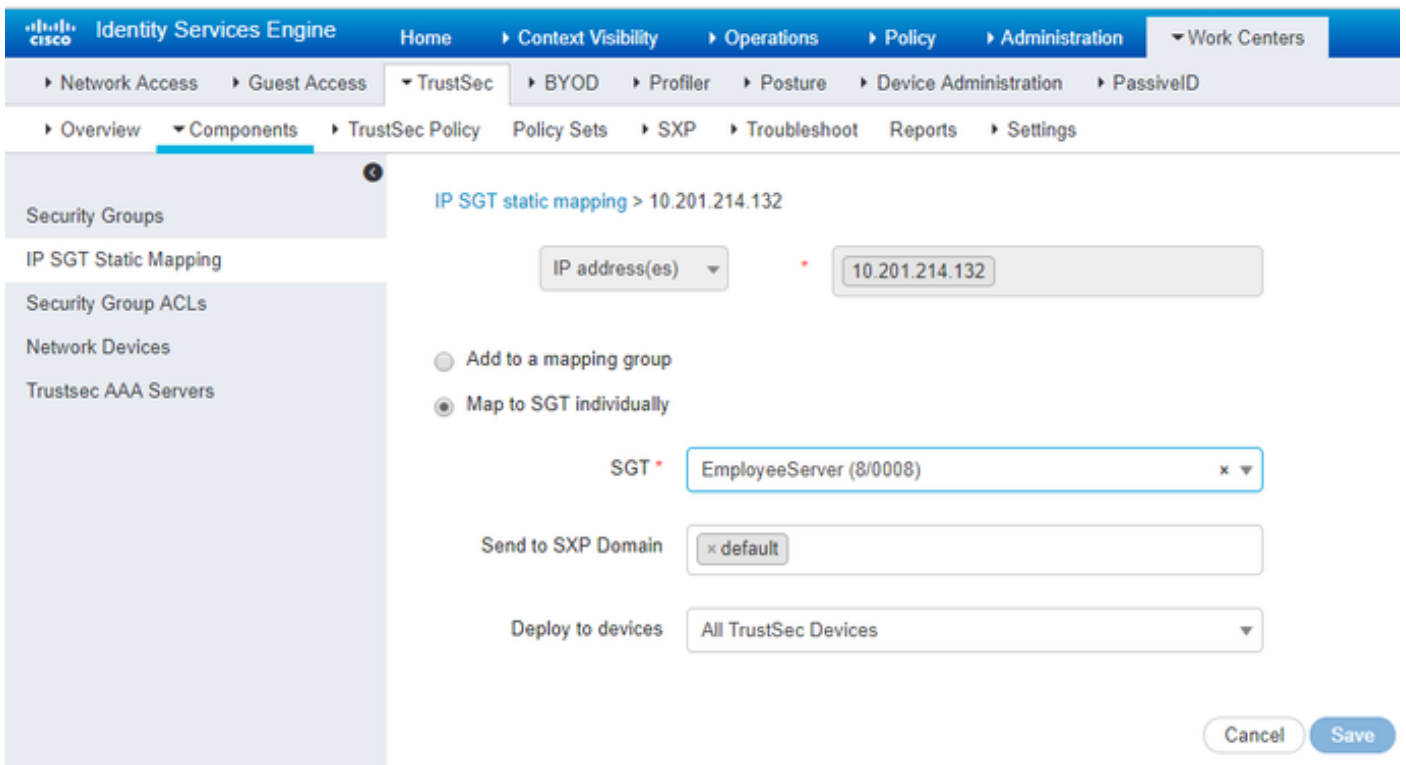 cisco Identity Services Engine Home Context Visibility Operations Policy Administration Work Centers
Network Access Guest Access TrustSec BYOD Profiler Posture Device Administration PassiveID
Overview Components TrustSec Policy Policy Sets SXP Troubleshoot Reports Settings
Security Groups
IP SGT Static Mapping
Security Group ACLs
Network Devices
Trustsec AAA Servers
IP SGT static mapping > 10.201.214.132
IP address(es) * 10.201.214.132
Add to a mapping group
Map to SGT individually
SGT * EmployeeServer (8/0008) ×
Send to SXP Domain × default
Deploy to devices All TrustSec Devices
Cancel Save